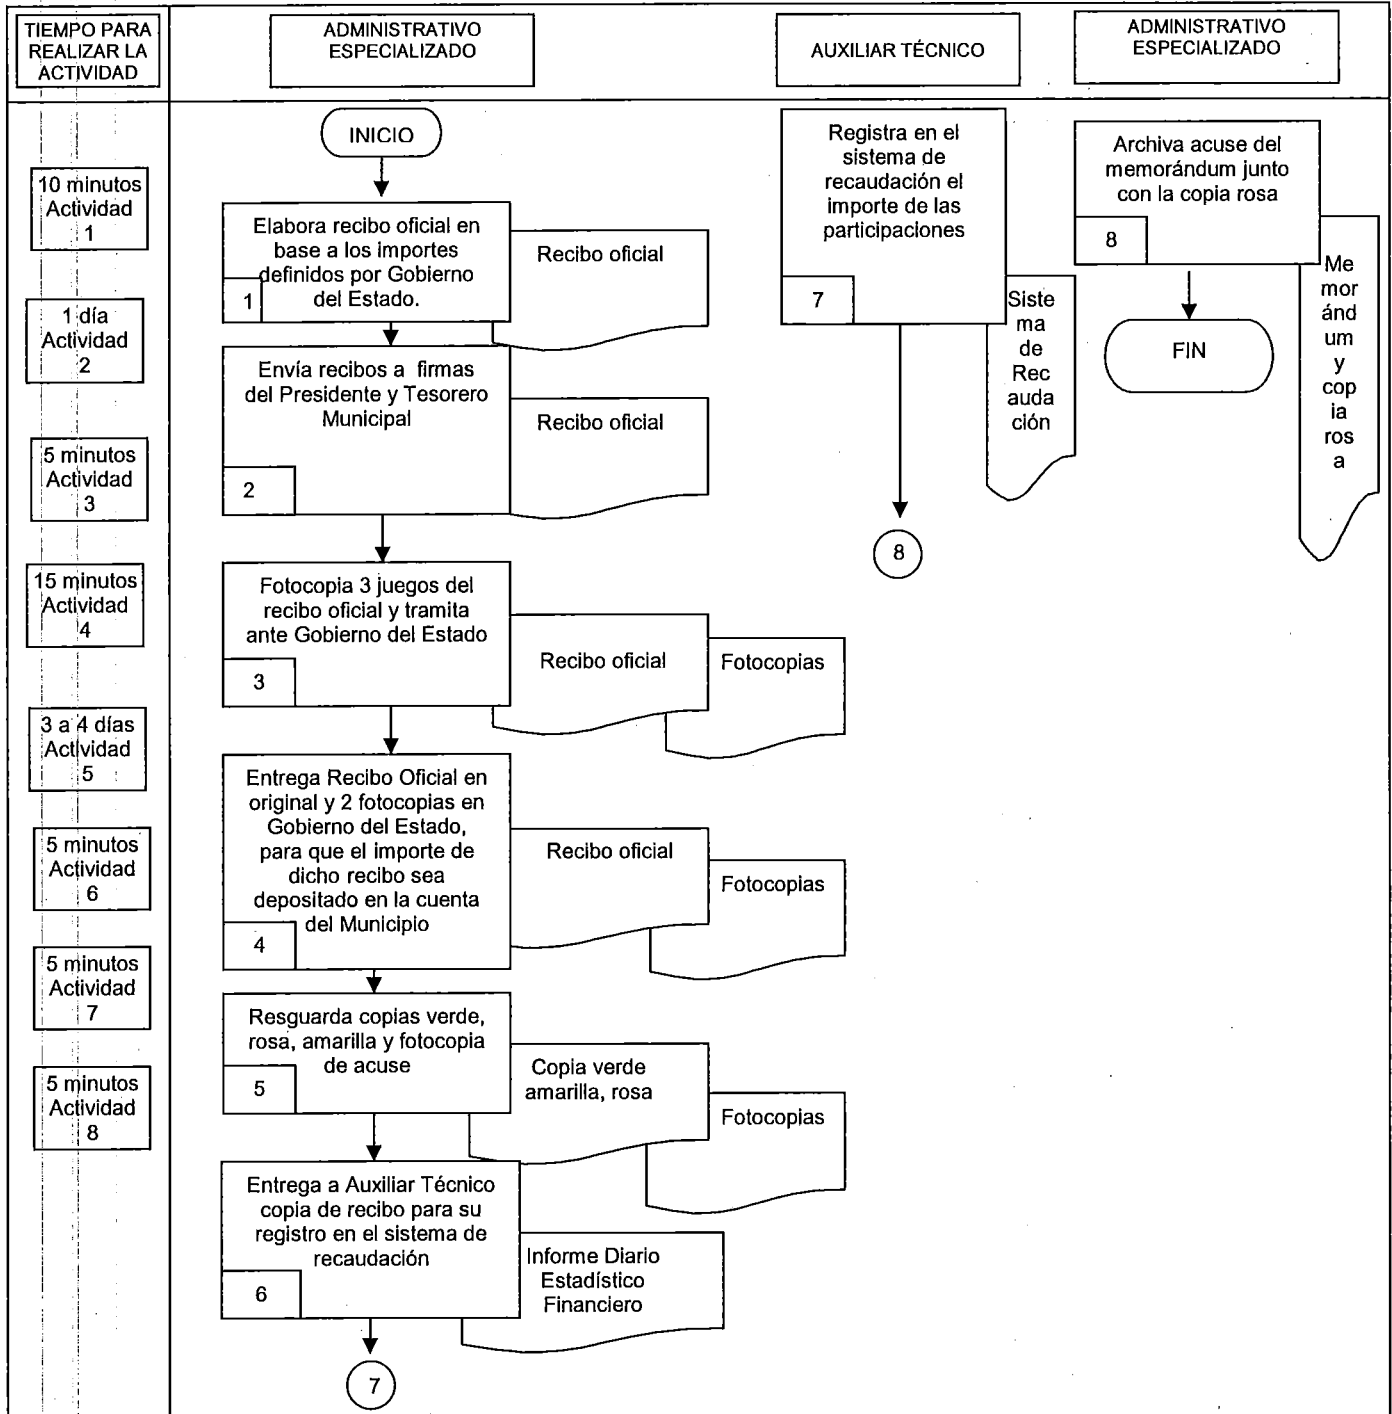 TIEMPO PARA
REALIZAR LA
ACTIVIDAD
ADMINISTRATIVO
ESPECIALIZADO
AUXILIAR TÉCNICO
ADMINISTRATIVO
ESPECIALIZADO
10 minutos
Actividad
1
1 día
Actividad
2
5 minutos
Actividad
3
15 minutos
Actividad
4
3 a 4 días
Actividad
5
5 minutos
Actividad
6
5 minutos
Actividad
7
5 minutos
Actividad
8
INICIO
Elabora recibo oficial en
base a los importes
definidos por Gobierno
del Estado.
1
Recibo oficial
Envía recibos a firmas
del Presidente y Tesorero
Municipal
2
Recibo oficial
Fotocopia 3 juegos del
recibo oficial y tramita
ante Gobierno del Estado
3
Recibo oficial
Fotocopias
Entrega Recibo Oficial en
original y 2 fotocopias en
Gobierno del Estado,
para que el importe de
dicho recibo sea
depositado en la cuenta
del Municipio
4
Recibo oficial
Fotocopias
Resguarda copias verde,
rosa, amarilla y fotocopia
de acuse
5
Copia verde
amarilla, rosa
Fotocopias
Entrega a Auxiliar Técnico
copia de recibo para su
registro en el sistema de
recaudación
6
Informe Diario
Estadístico
Financiero
7
Registra en el
sistema de
recaudación el
importe de las
participaciones
7
Siste
ma
de
Rec
auda
ción
8
Archiva acuse del
memorándum junto
con la copia rosa
8
Me
mor
ánd
um
y
cop
ia
ros
a
FIN